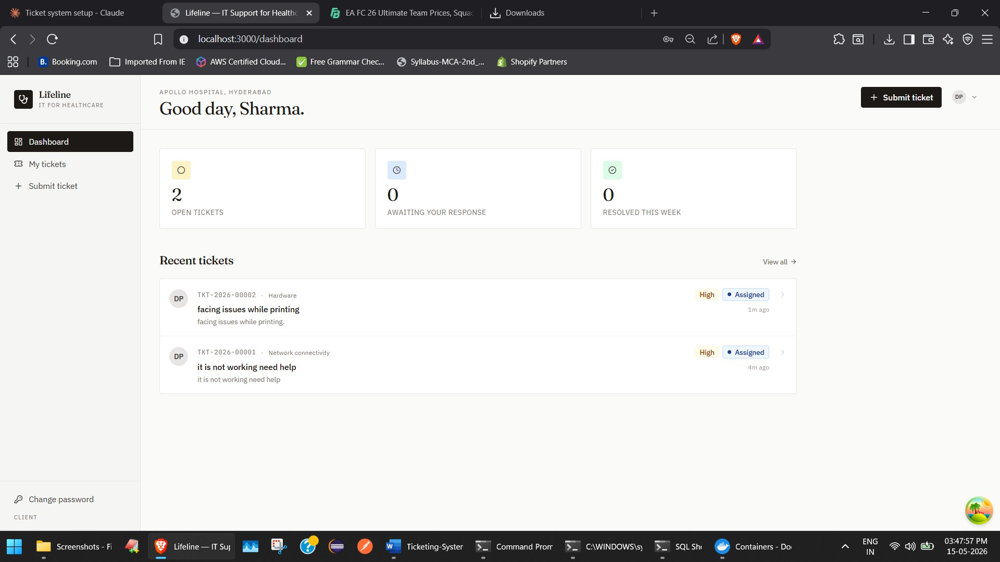 Ticket system setup - Claude
Lifeline — IT Support for Healthc
EA FC 26 Ultimate Team Prices, Squac
Downloads
localhost:3000/dashboard
B. Booking.com
Imported From IE
AWS Certified Cloud...
Free Grammar Chec...
Syllabus-MCA-2nd_...
Shopify Partners
Lifeline
IT FOR HEALTHCARE
Dashboard
My tickets
Submit ticket
Change password
CLIENT
APOLLO HOSPITAL, HYDERABAD
Good day, Sharma.
Submit ticket
DP
2
OPEN TICKETS
0
AWAITING YOUR RESPONSE
0
RESOLVED THIS WEEK
Recent tickets
View all
DP
TKT-2026-00002 · Hardware
High
Assigned
facing issues while printing
1m ago
facing issues while printing.
DP
TKT-2026-00001 · Network connectivity
High
Assigned
it is not working need help
4m ago
it is not working need help
Screenshots - Fi
Lifeline — IT Sup
Ticketing-Syster
Command Prom
C:\WINDOWS\sy
SQL She
Containers - Do
ENG
IN
03:47:57 PM
15-05-2026